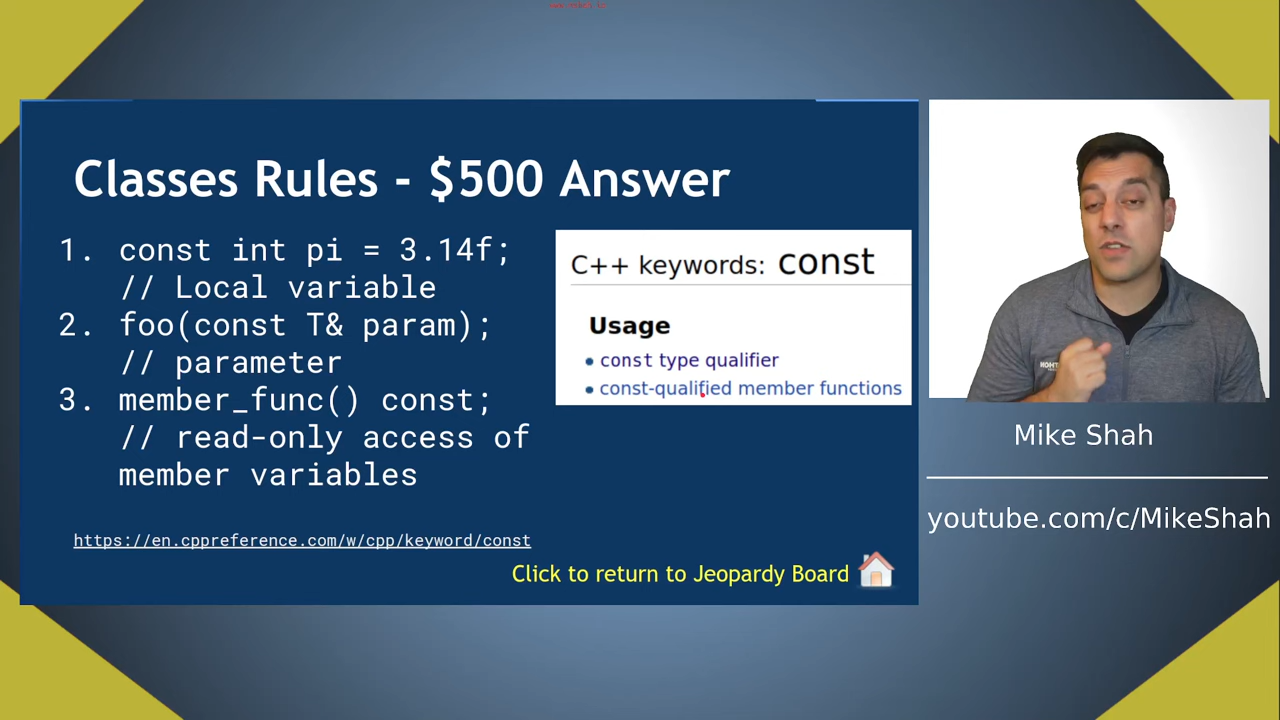 Classes Rules - $500 Answer
1. const int pi = 3.14f;
// Local variable
2. foo(const T& param);
// parameter
3. member_func() const;
// read-only access of
member variables
https://en.cppreference.com/w/cpp/keyword/const
Click to return to Jeopardy Board
C++ keywords: const
Usage
const type qualifier
const-qualified member functions
Mike Shah
youtube.com/c/MikeShah